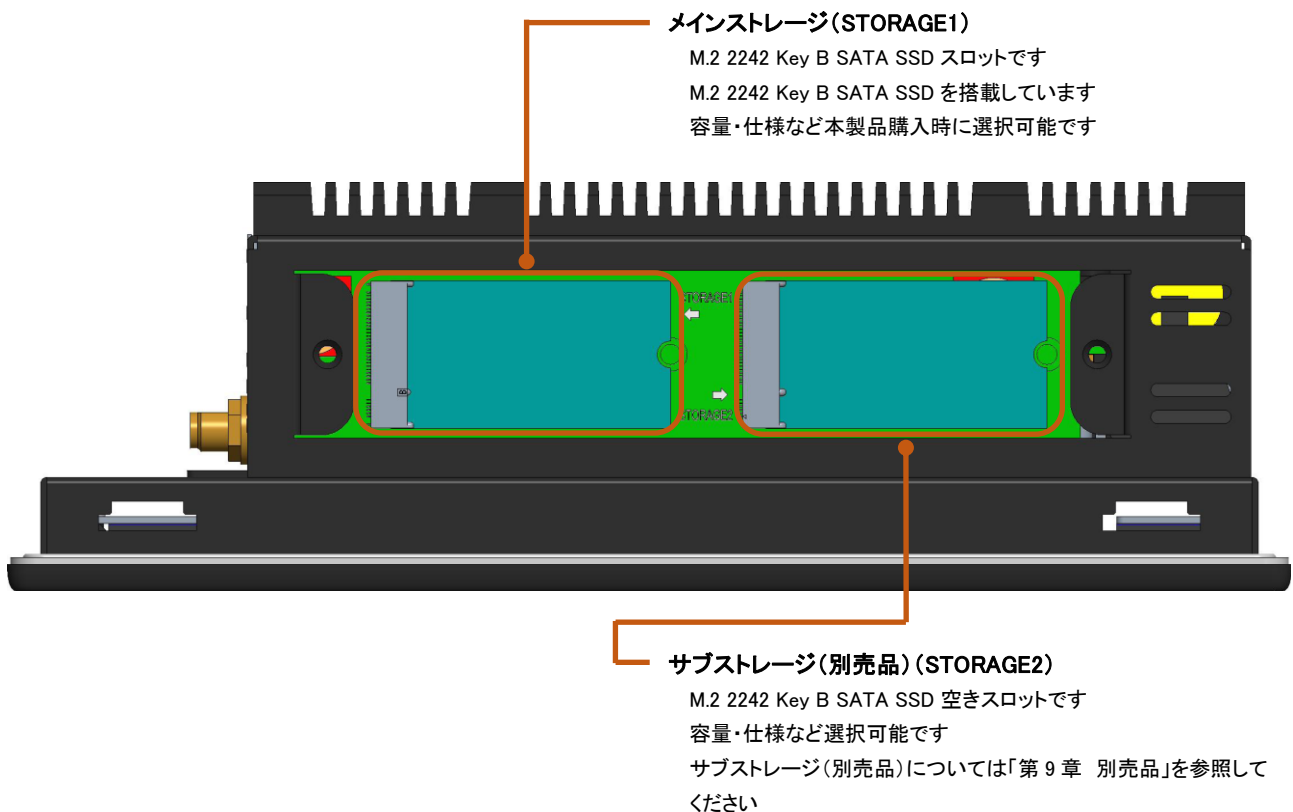 メインストレージ（STORAGE1）
M.2 2242 Key B SATA SSD スロットです
M.2 2242 Key B SATA SSD を搭載しています
容量・仕様など本製品購入時に選択可能です
STORAGE1
STORAGE2
サブストレージ（別売品）（STORAGE2）
M.2 2242 Key B SATA SSD 空きスロットです
容量・仕様など選択可能です
サブストレージ（別売品）については「第 9 章 別売品」を参照して
ください